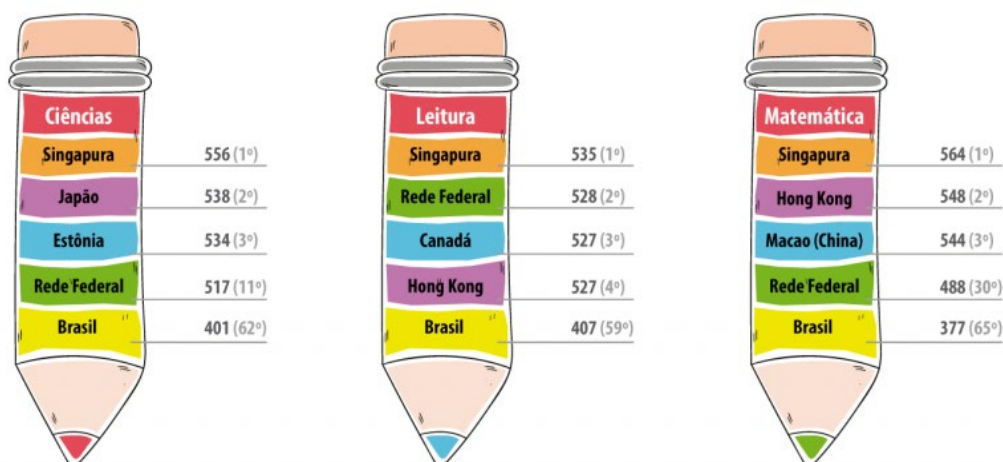 Ciências
Singapura 556 (1º)
Japão 538 (2º)
Estônia 534 (3º)
Rede Federal 517 (11º)
Brasil 401 (62º)
Leitura
Singapura 535 (1º)
Rede Federal 528 (2º)
Canadá 527 (3º)
Hong Kong 527 (4º)
Brasil 407 (59º)
Matemática
Singapura 564 (1º)
Hong Kong 548 (2º)
Macao (China) 544 (3º)
Rede Federal 488 (30º)
Brasil 377 (65º)